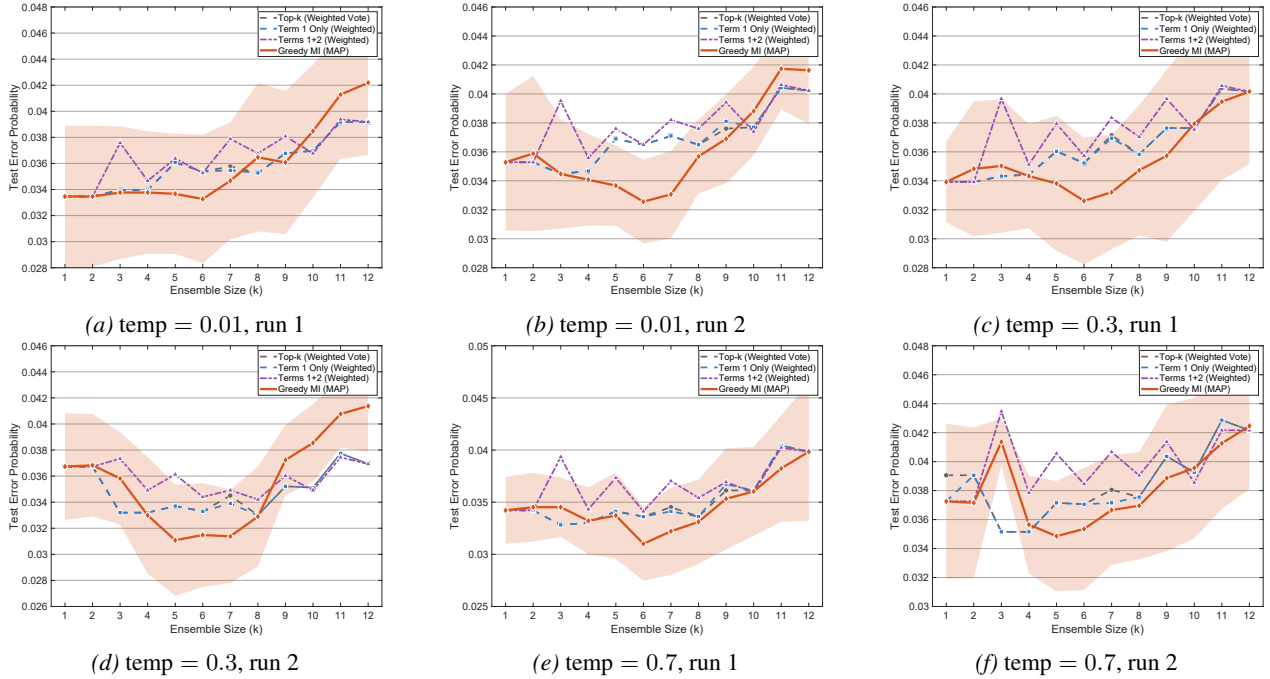 0.048
0.046
0.044
0.042
0.04
0.038
0.036
0.034
0.032
0.03
0.028
Test Error Probability
Top-k (Weighted Vote)
Term 1 Only (Weighted)
Terms 1+2 (Weighted)
Greedy MI (MAP)
1 2 3 4 5 6 7 8 9 10 11 12
Ensemble Size (k)
(a) temp = 0.01, run 1
0.046
0.044
0.042
0.04
0.038
0.036
0.034
0.032
0.03
0.028
Test Error Probability
Top-k (Weighted Vote)
Term 1 Only (Weighted)
Terms 1+2 (Weighted)
Greedy MI (MAP)
1 2 3 4 5 6 7 8 9 10 11 12
Ensemble Size (k)
(b) temp = 0.01, run 2
0.046
0.044
0.042
0.04
0.038
0.036
0.034
0.032
0.03
0.028
Test Error Probability
Top-k (Weighted Vote)
Term 1 Only (Weighted)
Terms 1+2 (Weighted)
Greedy MI (MAP)
1 2 3 4 5 6 7 8 9 10 11 12
Ensemble Size (k)
(c) temp = 0.3, run 1
0.046
0.044
0.042
0.04
0.038
0.036
0.034
0.032
0.03
0.028
0.026
Test Error Probability
Top-k (Weighted Vote)
Term 1 Only (Weighted)
Terms 1+2 (Weighted)
Greedy MI (MAP)
1 2 3 4 5 6 7 8 9 10 11 12
Ensemble Size (k)
(d) temp = 0.3, run 2
0.05
0.045
0.04
0.035
0.03
0.025
Test Error Probability
Top-k (Weighted Vote)
Term 1 Only (Weighted)
Terms 1+2 (Weighted)
Greedy MI (MAP)
1 2 3 4 5 6 7 8 9 10 11 12
Ensemble Size (k)
(e) temp = 0.7, run 1
0.048
0.046
0.044
0.042
0.04
0.038
0.036
0.034
0.032
0.03
Test Error Probability
Top-k (Weighted Vote)
Term 1 Only (Weighted)
Terms 1+2 (Weighted)
Greedy MI (MAP)
1 2 3 4 5 6 7 8 9 10 11 12
Ensemble Size (k)
(f) temp = 0.7, run 2